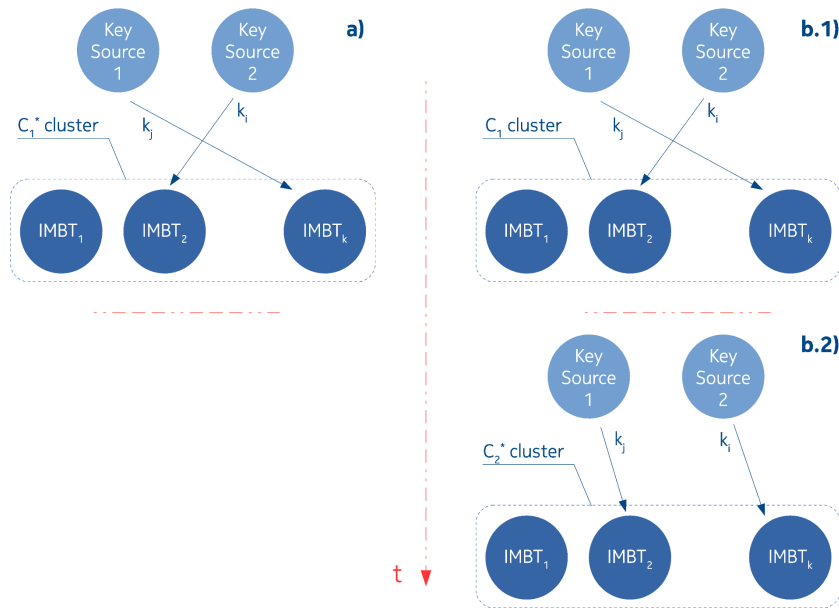 a)
Key
Source
1
Key
Source
2
k_j
k_i
C_1^* cluster
IMBT_1
IMBT_2
IMBT_k
b.1)
Key
Source
1
Key
Source
2
k_j
k_i
C_1 cluster
IMBT_1
IMBT_2
IMBT_k
b.2)
Key
Source
1
Key
Source
2
k_j
k_i
C_2^* cluster
IMBT_1
IMBT_2
IMBT_k
t